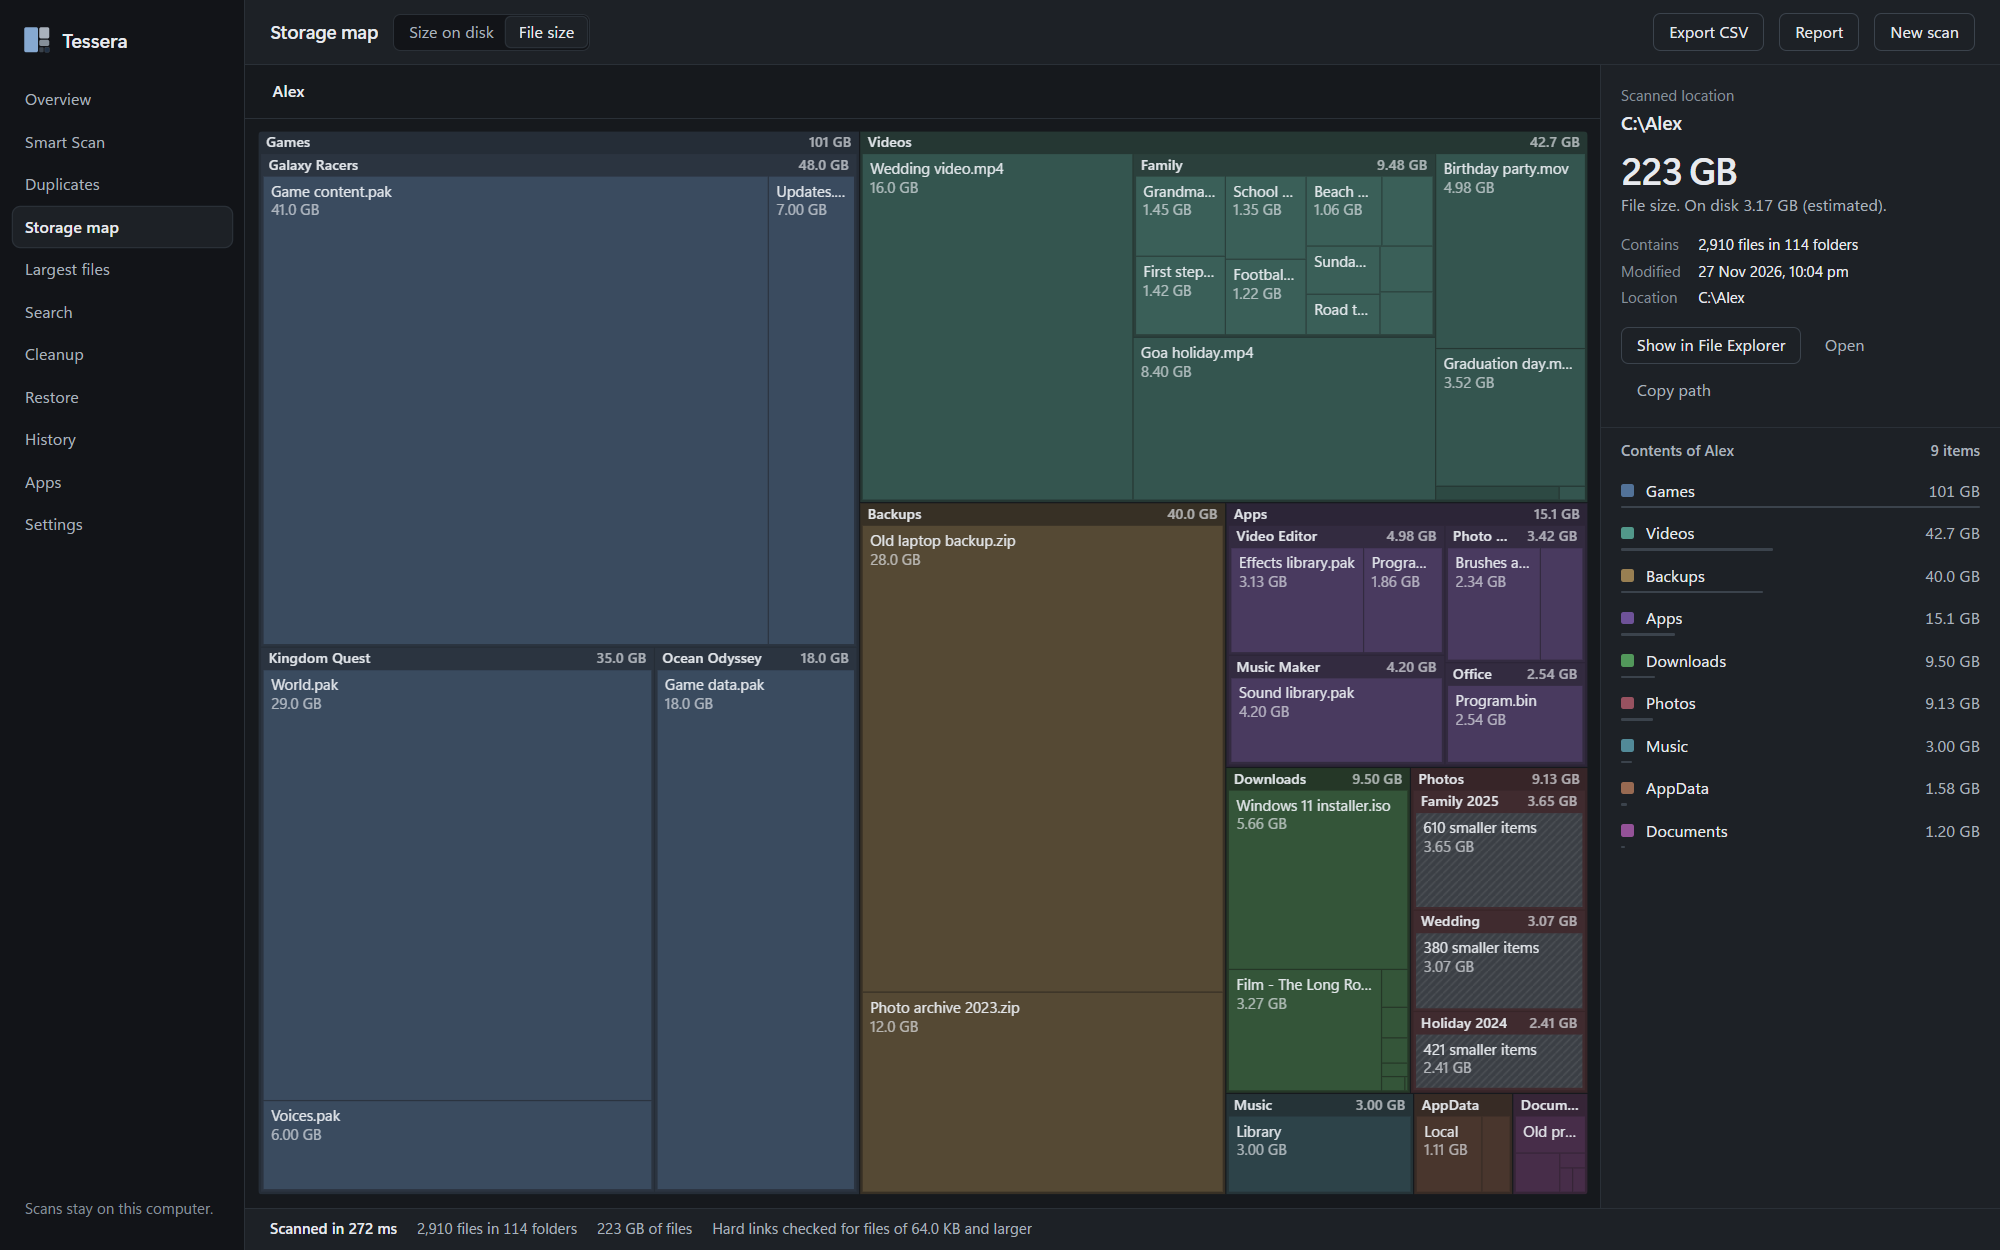 Tessera
Overview
Smart Scan
Duplicates
Storage map
Largest files
Search
Cleanup
Restore
History
Apps
Settings
Scans stay on this computer.
Storage map
Size on disk
File size
Export CSV
Report
New scan
Alex
Games 101 GB
Galaxy Racers 48.0 GB
Game content.pak
41.0 GB
Updates....
7.00 GB
Kingdom Quest 35.0 GB
World.pak
29.0 GB
Voices.pak
6.00 GB
Ocean Odyssey 18.0 GB
Game data.pak
18.0 GB
Videos 42.7 GB
Wedding video.mp4
16.0 GB
Family 9.48 GB
Grandma...
1.45 GB
School ...
1.35 GB
Beach ...
1.06 GB
First step...
1.42 GB
Footbal...
1.22 GB
Sunda...
Road t...
Goa holiday.mp4
8.40 GB
Birthday party.mov
4.98 GB
Graduation day.m...
3.52 GB
Backups 40.0 GB
Old laptop backup.zip
28.0 GB
Photo archive 2023.zip
12.0 GB
Apps 15.1 GB
Video Editor 4.98 GB
Effects library.pak
3.13 GB
Progra...
1.86 GB
Photo ... 3.42 GB
Brushes a...
2.34 GB
Music Maker 4.20 GB
Sound library.pak
4.20 GB
Office 2.54 GB
Program.bin
2.54 GB
Downloads 9.50 GB
Windows 11 installer.iso
5.66 GB
Film - The Long Ro...
3.27 GB
Photos 9.13 GB
Family 2025 3.65 GB
610 smaller items
3.65 GB
Wedding 3.07 GB
380 smaller items
3.07 GB
Holiday 2024 2.41 GB
421 smaller items
2.41 GB
Music 3.00 GB
Library
3.00 GB
AppData
Local
1.11 GB
Docum...
Old pr...
Scanned location
C:\Alex
223 GB
File size. On disk 3.17 GB (estimated).
Contains 2,910 files in 114 folders
Modified 27 Nov 2026, 10:04 pm
Location C:\Alex
Show in File Explorer
Open
Copy path
Contents of Alex 9 items
Games 101 GB
Videos 42.7 GB
Backups 40.0 GB
Apps 15.1 GB
Downloads 9.50 GB
Photos 9.13 GB
Music 3.00 GB
AppData 1.58 GB
Documents 1.20 GB
Scanned in 272 ms 2,910 files in 114 folders 223 GB of files Hard links checked for files of 64.0 KB and larger